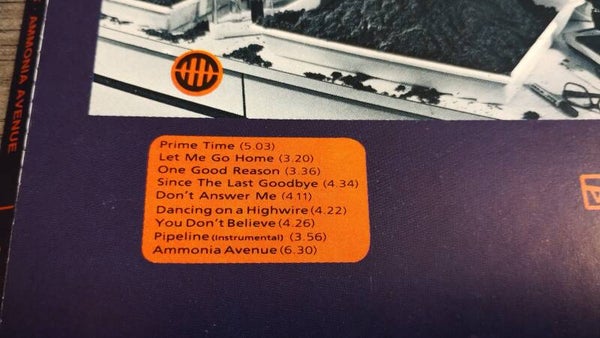 AMMONIA AVENUE
Prime Time (5.03)
Let Me Go Home (3.20)
One Good Reason (3.36)
Since The Last Goodbye (4.34)
Don't Answer Me (4.11)
Dancing on a Highwire (4.22)
You Don't Believe (4.26)
Pipeline (Instrumental) (3.56)
Ammonia Avenue (6.30)